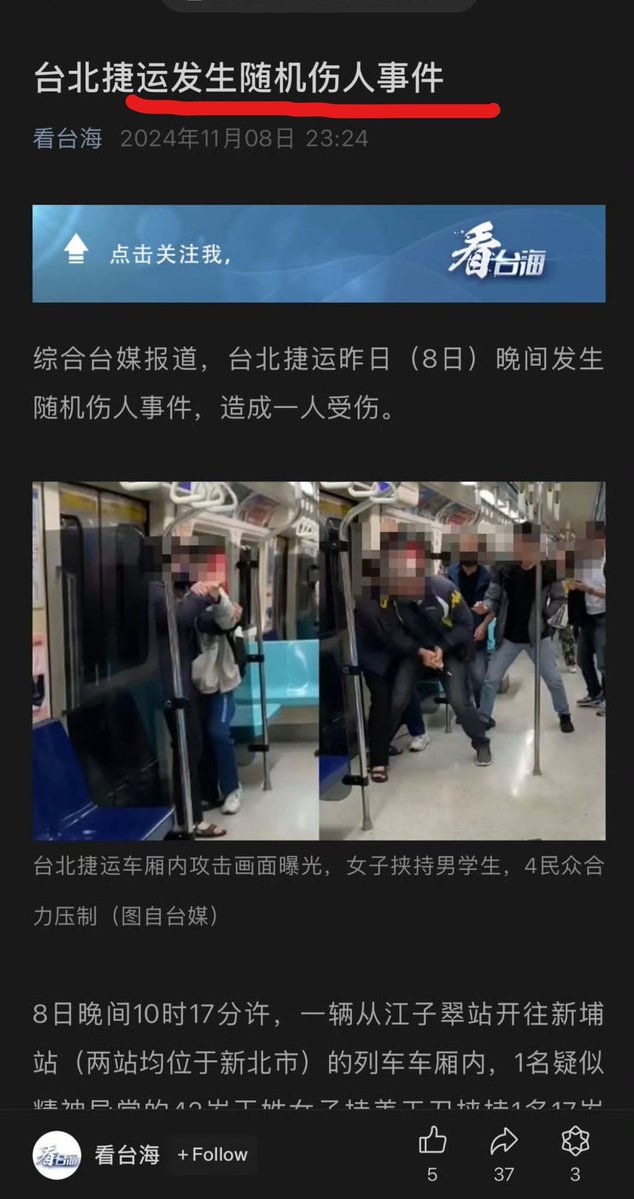 台北捷运发生随机伤人事件
看台海 2024年11月08日 23:24
点击关注我,
看台海
综合台媒报道，台北捷运昨日（8日）晚间发生
随机伤人事件，造成一人受伤。
台北捷运车厢内攻击画面曝光，女子挟持男学生，4民众合
力压制（图自台媒）
8日晚间10时17分许，一辆从江子翠站开往新埔
站（两站均位于新北市）的列车车厢内，1名疑似
看台海
看台海 +Follow
5 37 3